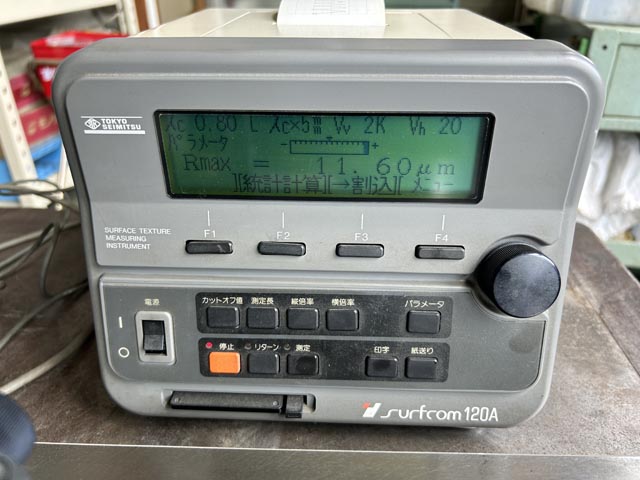 λc 0.80 L λc×5mm Vv 2K Vh 20
パラメータ - +
Rmax = 11.60μm
][統計計算][→割込][ メニュー
TOKYO
SEIMITSU
SURFACE TEXTURE
MEASURING
INSTRUMENT
F1 F2 F3 F4
電源
カットオフ値 測定長 縦倍率 横倍率 パラメータ
停止 リターン 測定 印字 紙送り
surfcom 120A